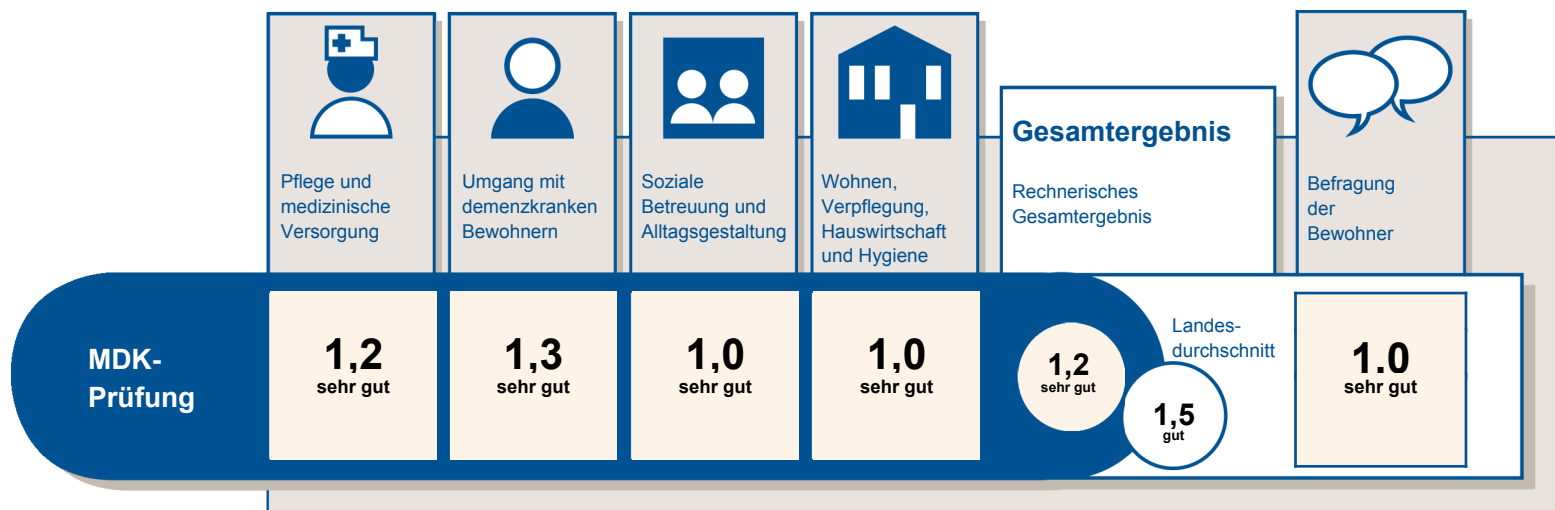 Pflege und
medizinische
Versorgung
Umgang mit
demenzkranken
Bewohnern
Soziale
Betreuung und
Alltagsgestaltung
Wohnen,
Verpflegung,
Hauswirtschaft
und Hygiene
Gesamtergebnis
Rechnerisches
Gesamtergebnis
Befragung
der
Bewohner
MDK-
Prüfung
1,2
sehr gut
1,3
sehr gut
1,0
sehr gut
1,0
sehr gut
1,2
sehr gut
Landes-
durchschnitt
1,5
gut
1.0
sehr gut